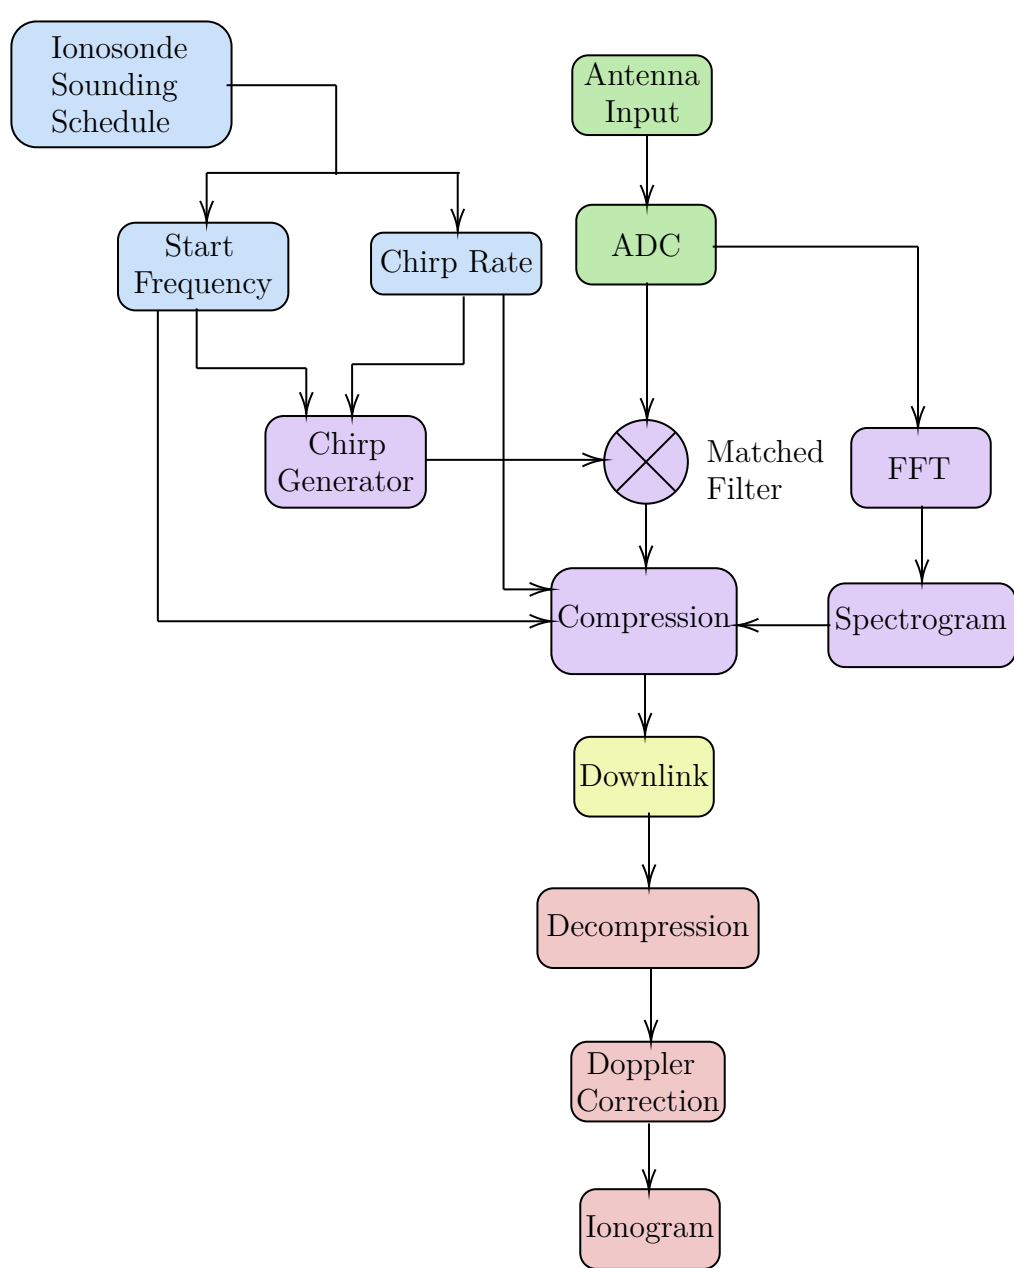 Ionosonde
Sounding
Schedule
Antenna
Input
Start
Frequency
Chirp Rate
ADC
Chirp
Generator
Matched
Filter
FFT
Compression
Spectrogram
Downlink
Decompression
Doppler
Correction
Ionogram